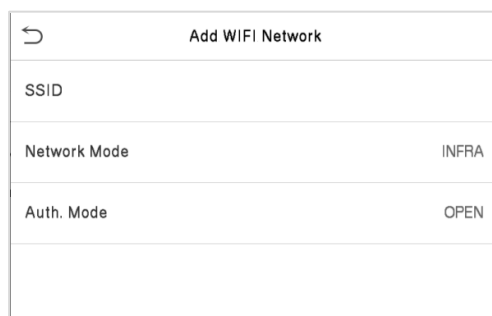 Add WIFI Network
SSID
Network Mode INFRA
Auth. Mode OPEN